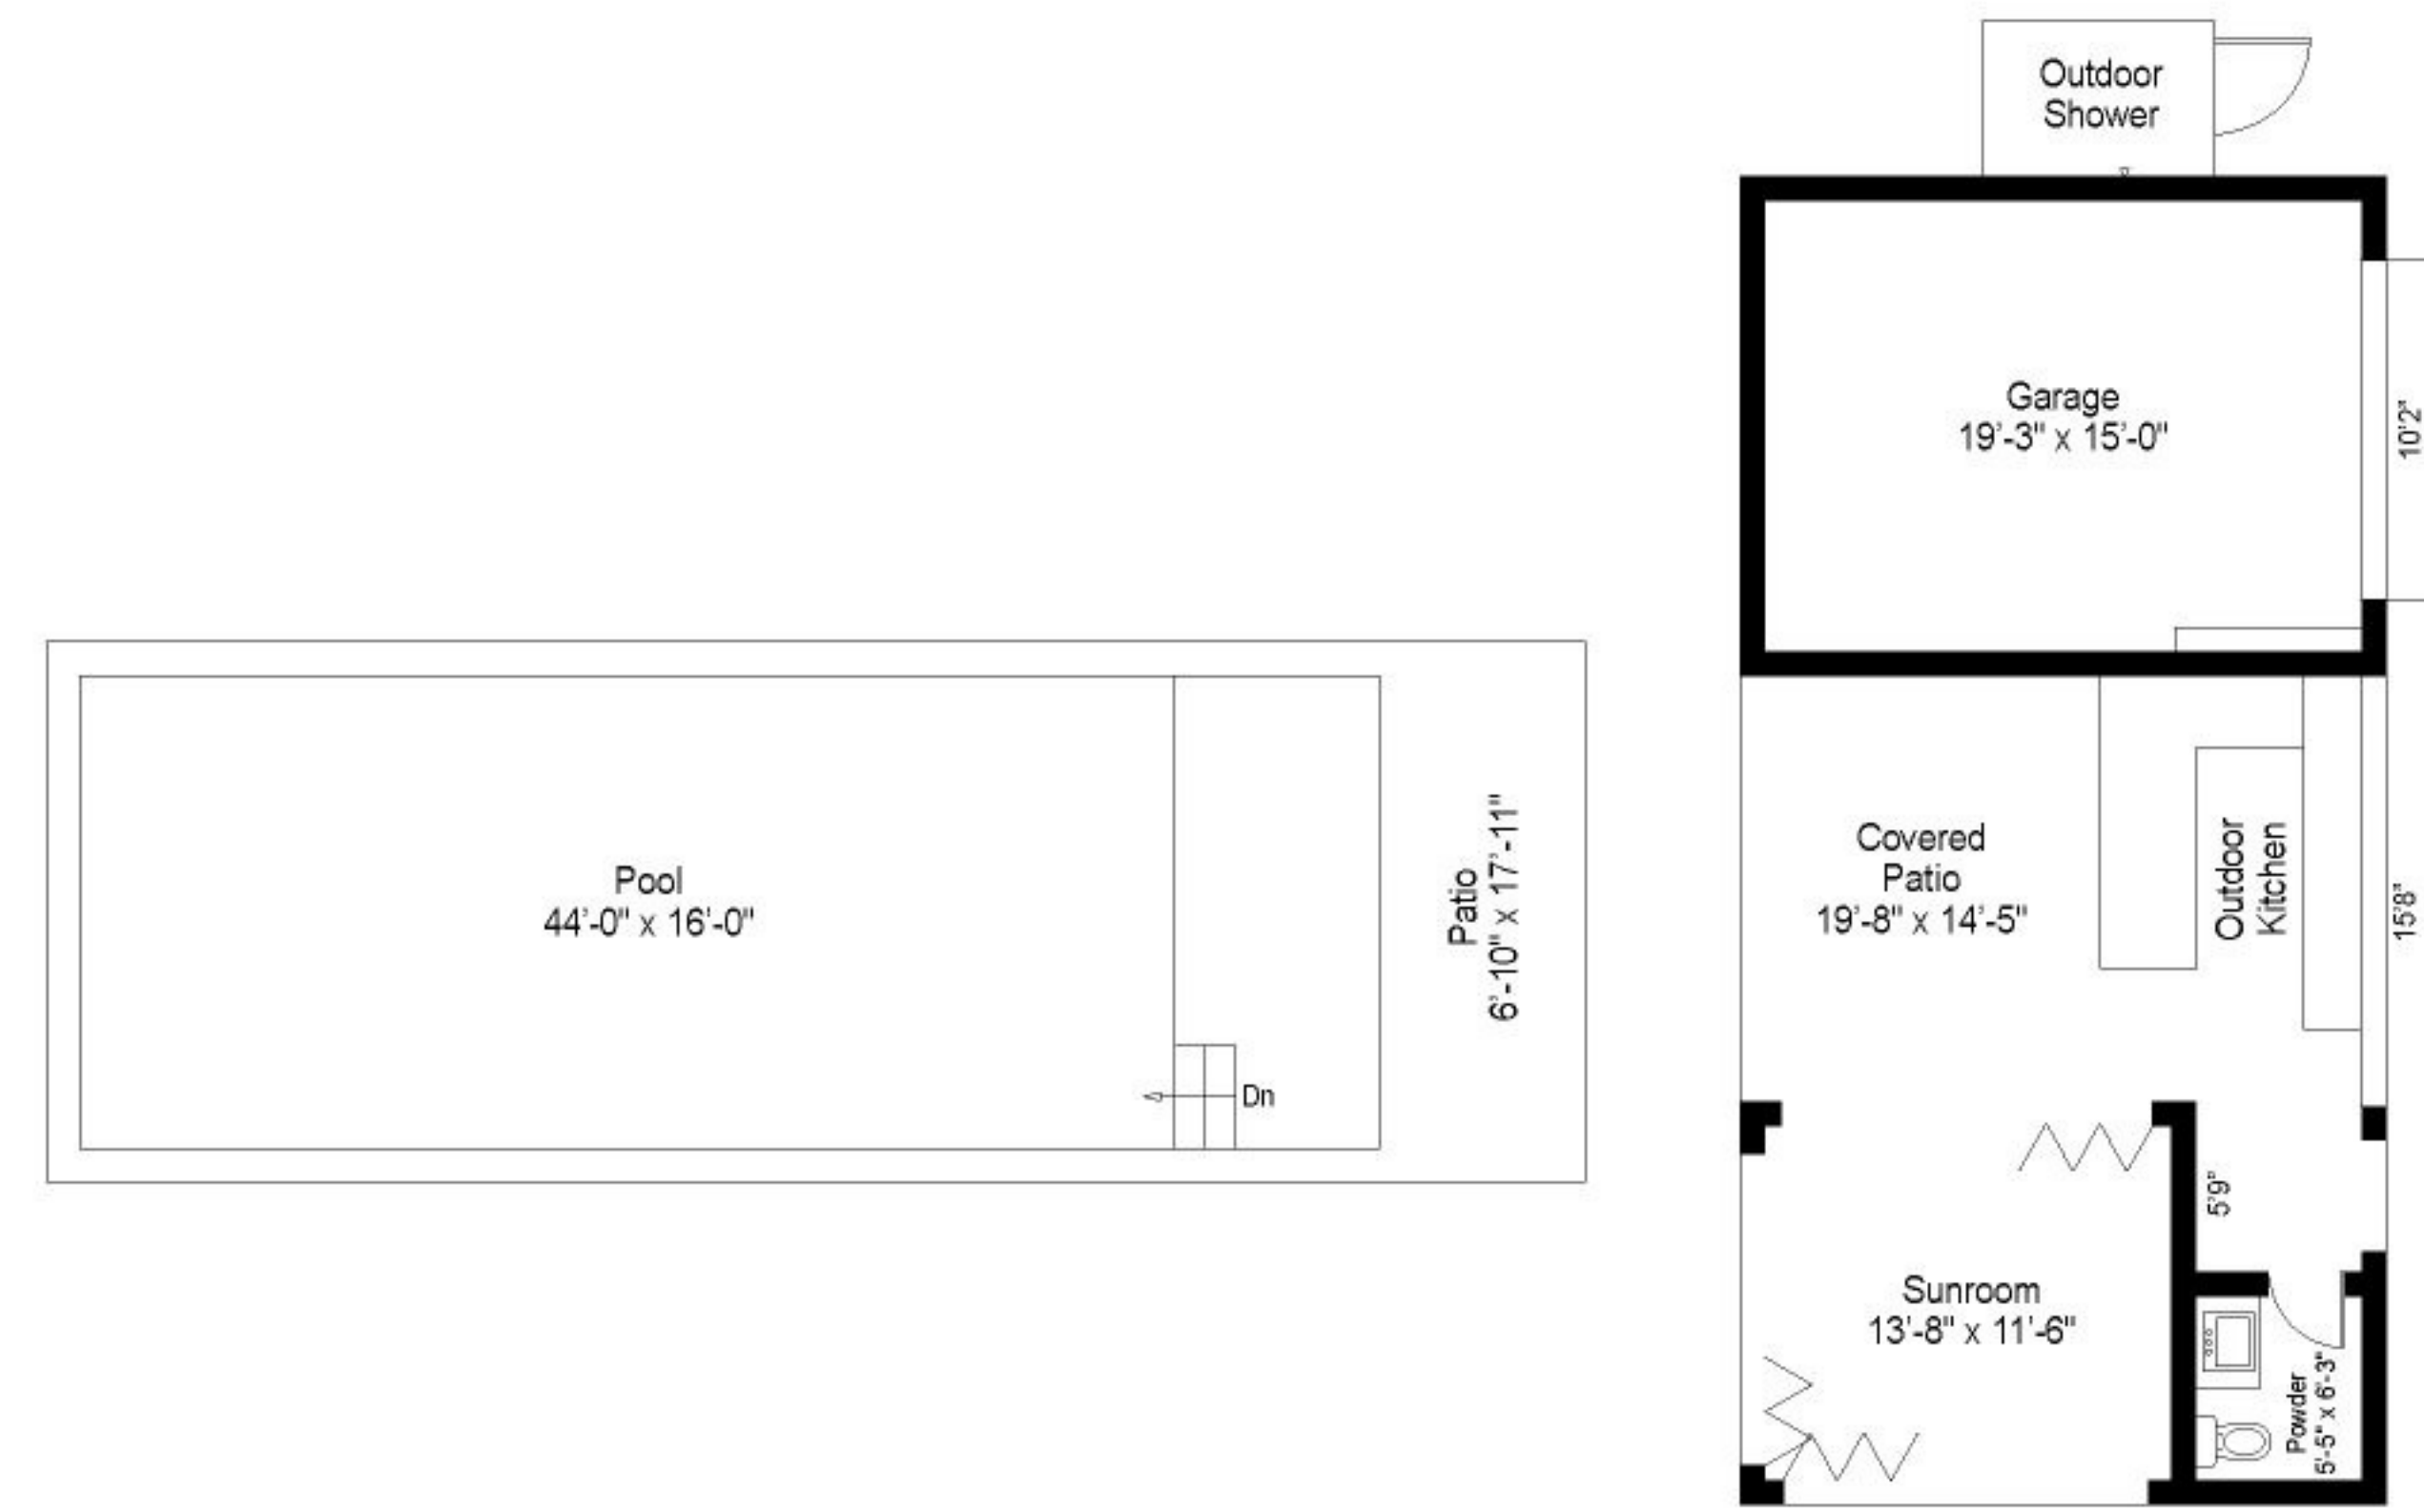 Outdoor
Shower
Garage
19'-3" x 15'-0"
10'2"
Pool
44'-0" x 16'-0"
Dn
Patio
6'-10" x 17'-11"
Covered
Patio
19'-8" x 14'-5"
Outdoor
Kitchen
15'8"
5'9"
Sunroom
13'-8" x 11'-6"
Powder
5'-5" x 6'-3"